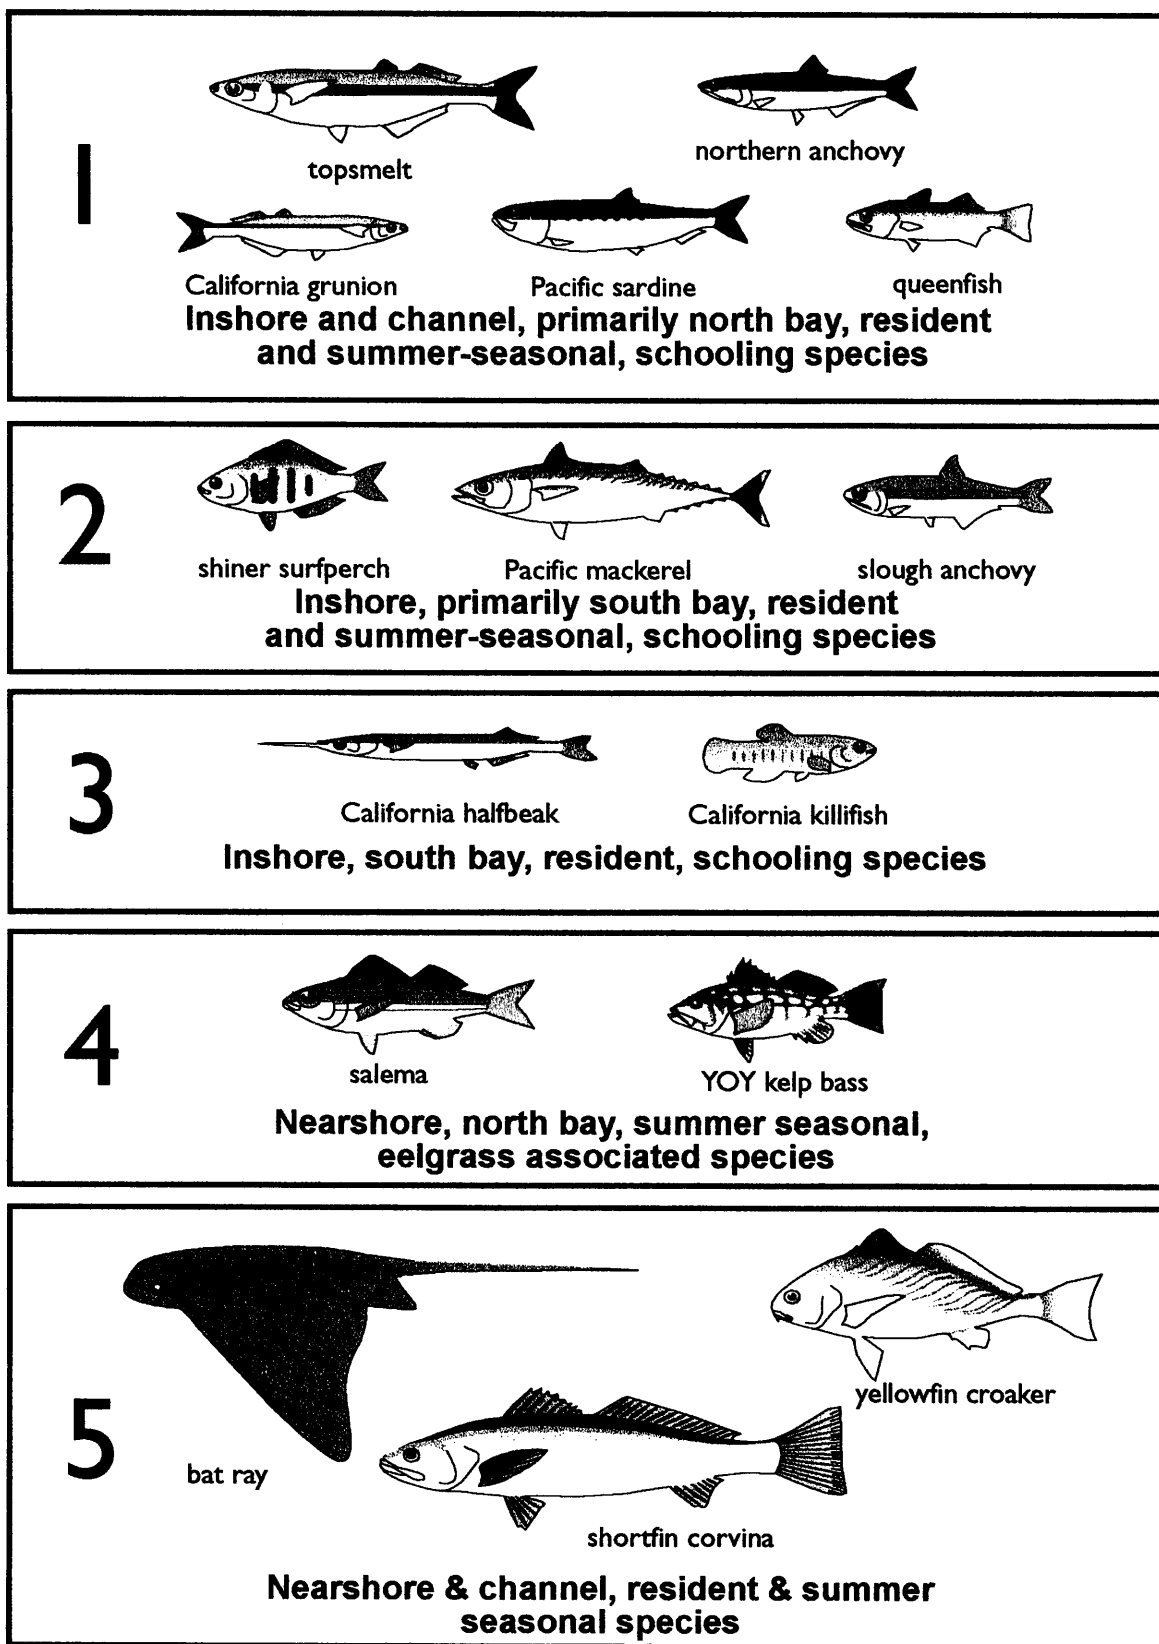 1
topsmelt
northern anchovy
California grunion
Pacific sardine
queenfish
Inshore and channel, primarily north bay, resident
and summer-seasonal, schooling species
2
shiner surfperch
Pacific mackerel
slough anchovy
Inshore, primarily south bay, resident
and summer-seasonal, schooling species
3
California halfbeak
California killifish
Inshore, south bay, resident, schooling species
4
salema
YOY kelp bass
Nearshore, north bay, summer seasonal,
eelgrass associated species
5
yellowfin croaker
bat ray
shortfin corvina
Nearshore & channel, resident & summer
seasonal species